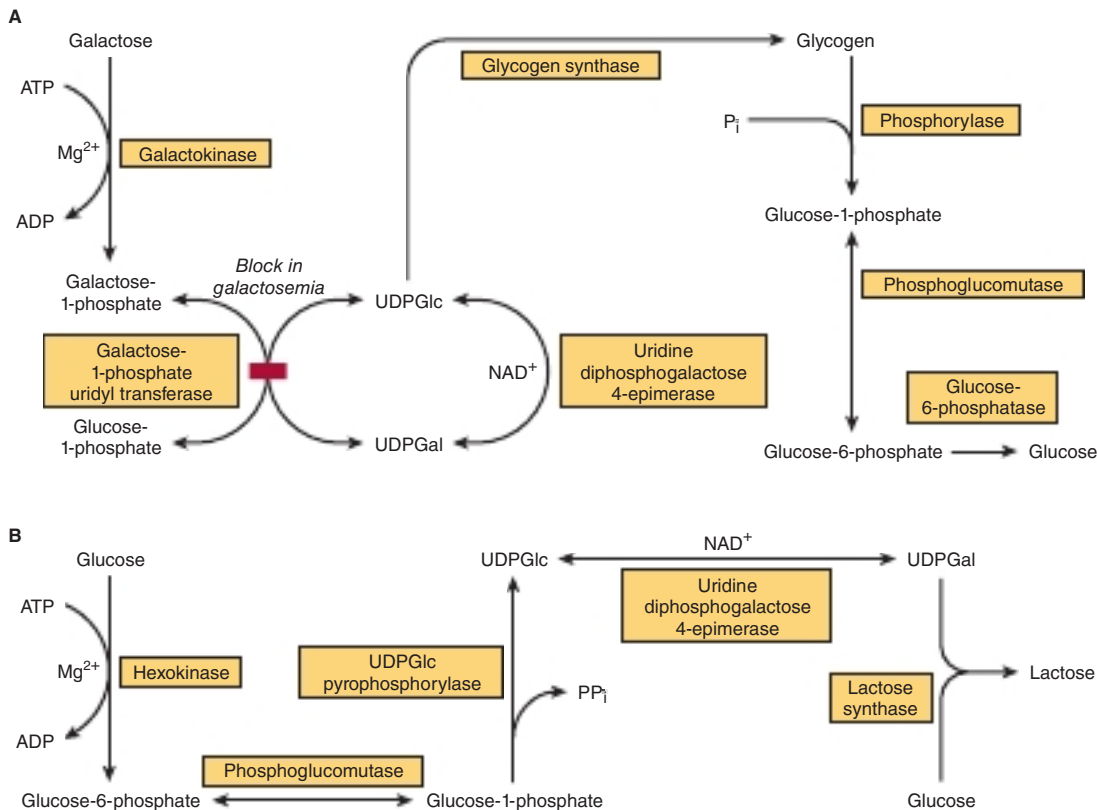 A
Galactose
ATP
Mg2+
Galactokinase
ADP
Galactose-
1-phosphate
Block in
galactosemia
UDPGlc
Galactose-
1-phosphate
uridyl transferase
Glucose-
1-phosphate
UDPGal
NAD+
Uridine
diphosphogalactose
4-epimerase
Glycogen synthase
Glycogen
Pi
Phosphorylase
Glucose-1-phosphate
Phosphoglucomutase
Glucose-
6-phosphatase
Glucose-6-phosphate
Glucose
B
Glucose
ATP
Mg2+
Hexokinase
ADP
Glucose-6-phosphate
Phosphoglucomutase
Glucose-1-phosphate
UDPGlc
pyrophosphorylase
PPi
UDPGlc
NAD+
Uridine
diphosphogalactose
4-epimerase
UDPGal
Lactose
synthase
Lactose
Glucose